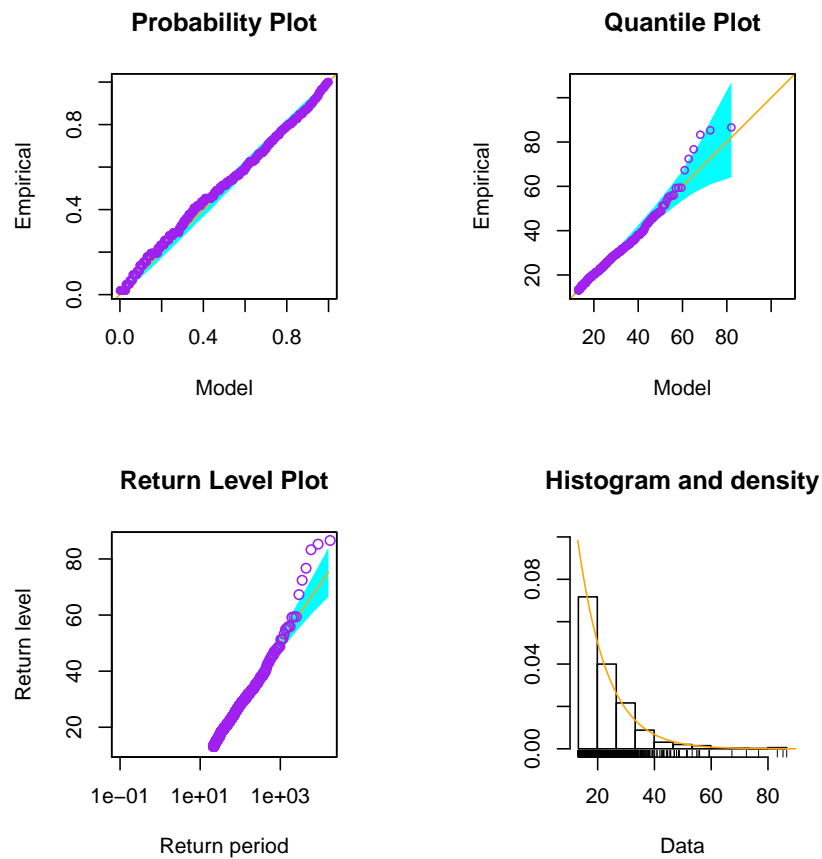 Probability Plot
Empirical
0.0 0.4 0.8
0.0 0.4 0.8
Model
Quantile Plot
Empirical
20 40 60 80
20 40 60 80
Model
Return Level Plot
Return level
20 40 60 80
1e-01 1e+01 1e+03
Return period
Histogram and density
0.00 0.04 0.08
20 40 60 80
Data